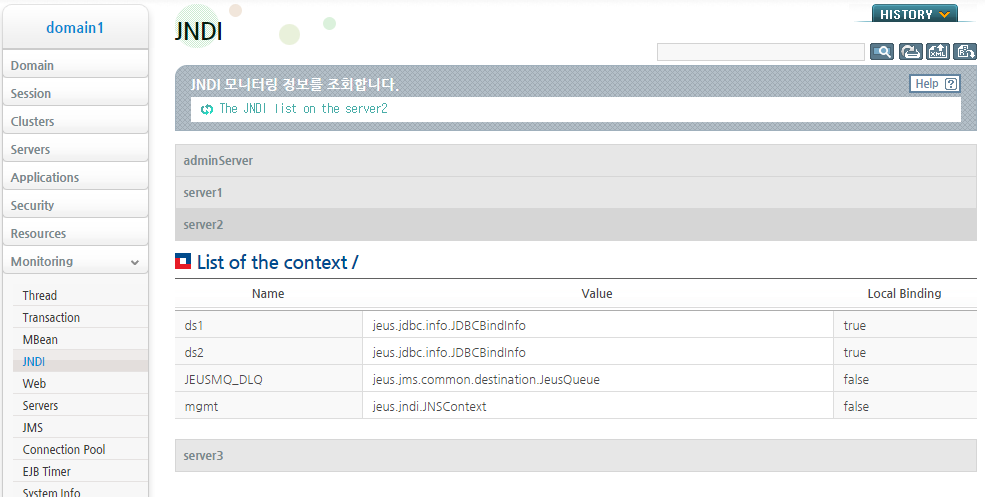 domain1
Domain
Session
Clusters
Servers
Applications
Security
Resources
Monitoring
Thread
Transaction
MBean
JNDI
Web
Servers
JMS
Connection Pool
EJB Timer
System Info
JNDI
HISTORY
JNDI 모니터링 정보를 조회합니다.
Help ?
The JNDI list on the server2
adminServer
server1
server2
List of the context /
Name Value Local Binding
ds1 jeus.jdbc.info.JDBCBindInfo true
ds2 jeus.jdbc.info.JDBCBindInfo true
JEUSMQ_DLQ jeus.jms.common.destination.JeusQueue false
mgmt jeus.jndi.JNSContext false
server3